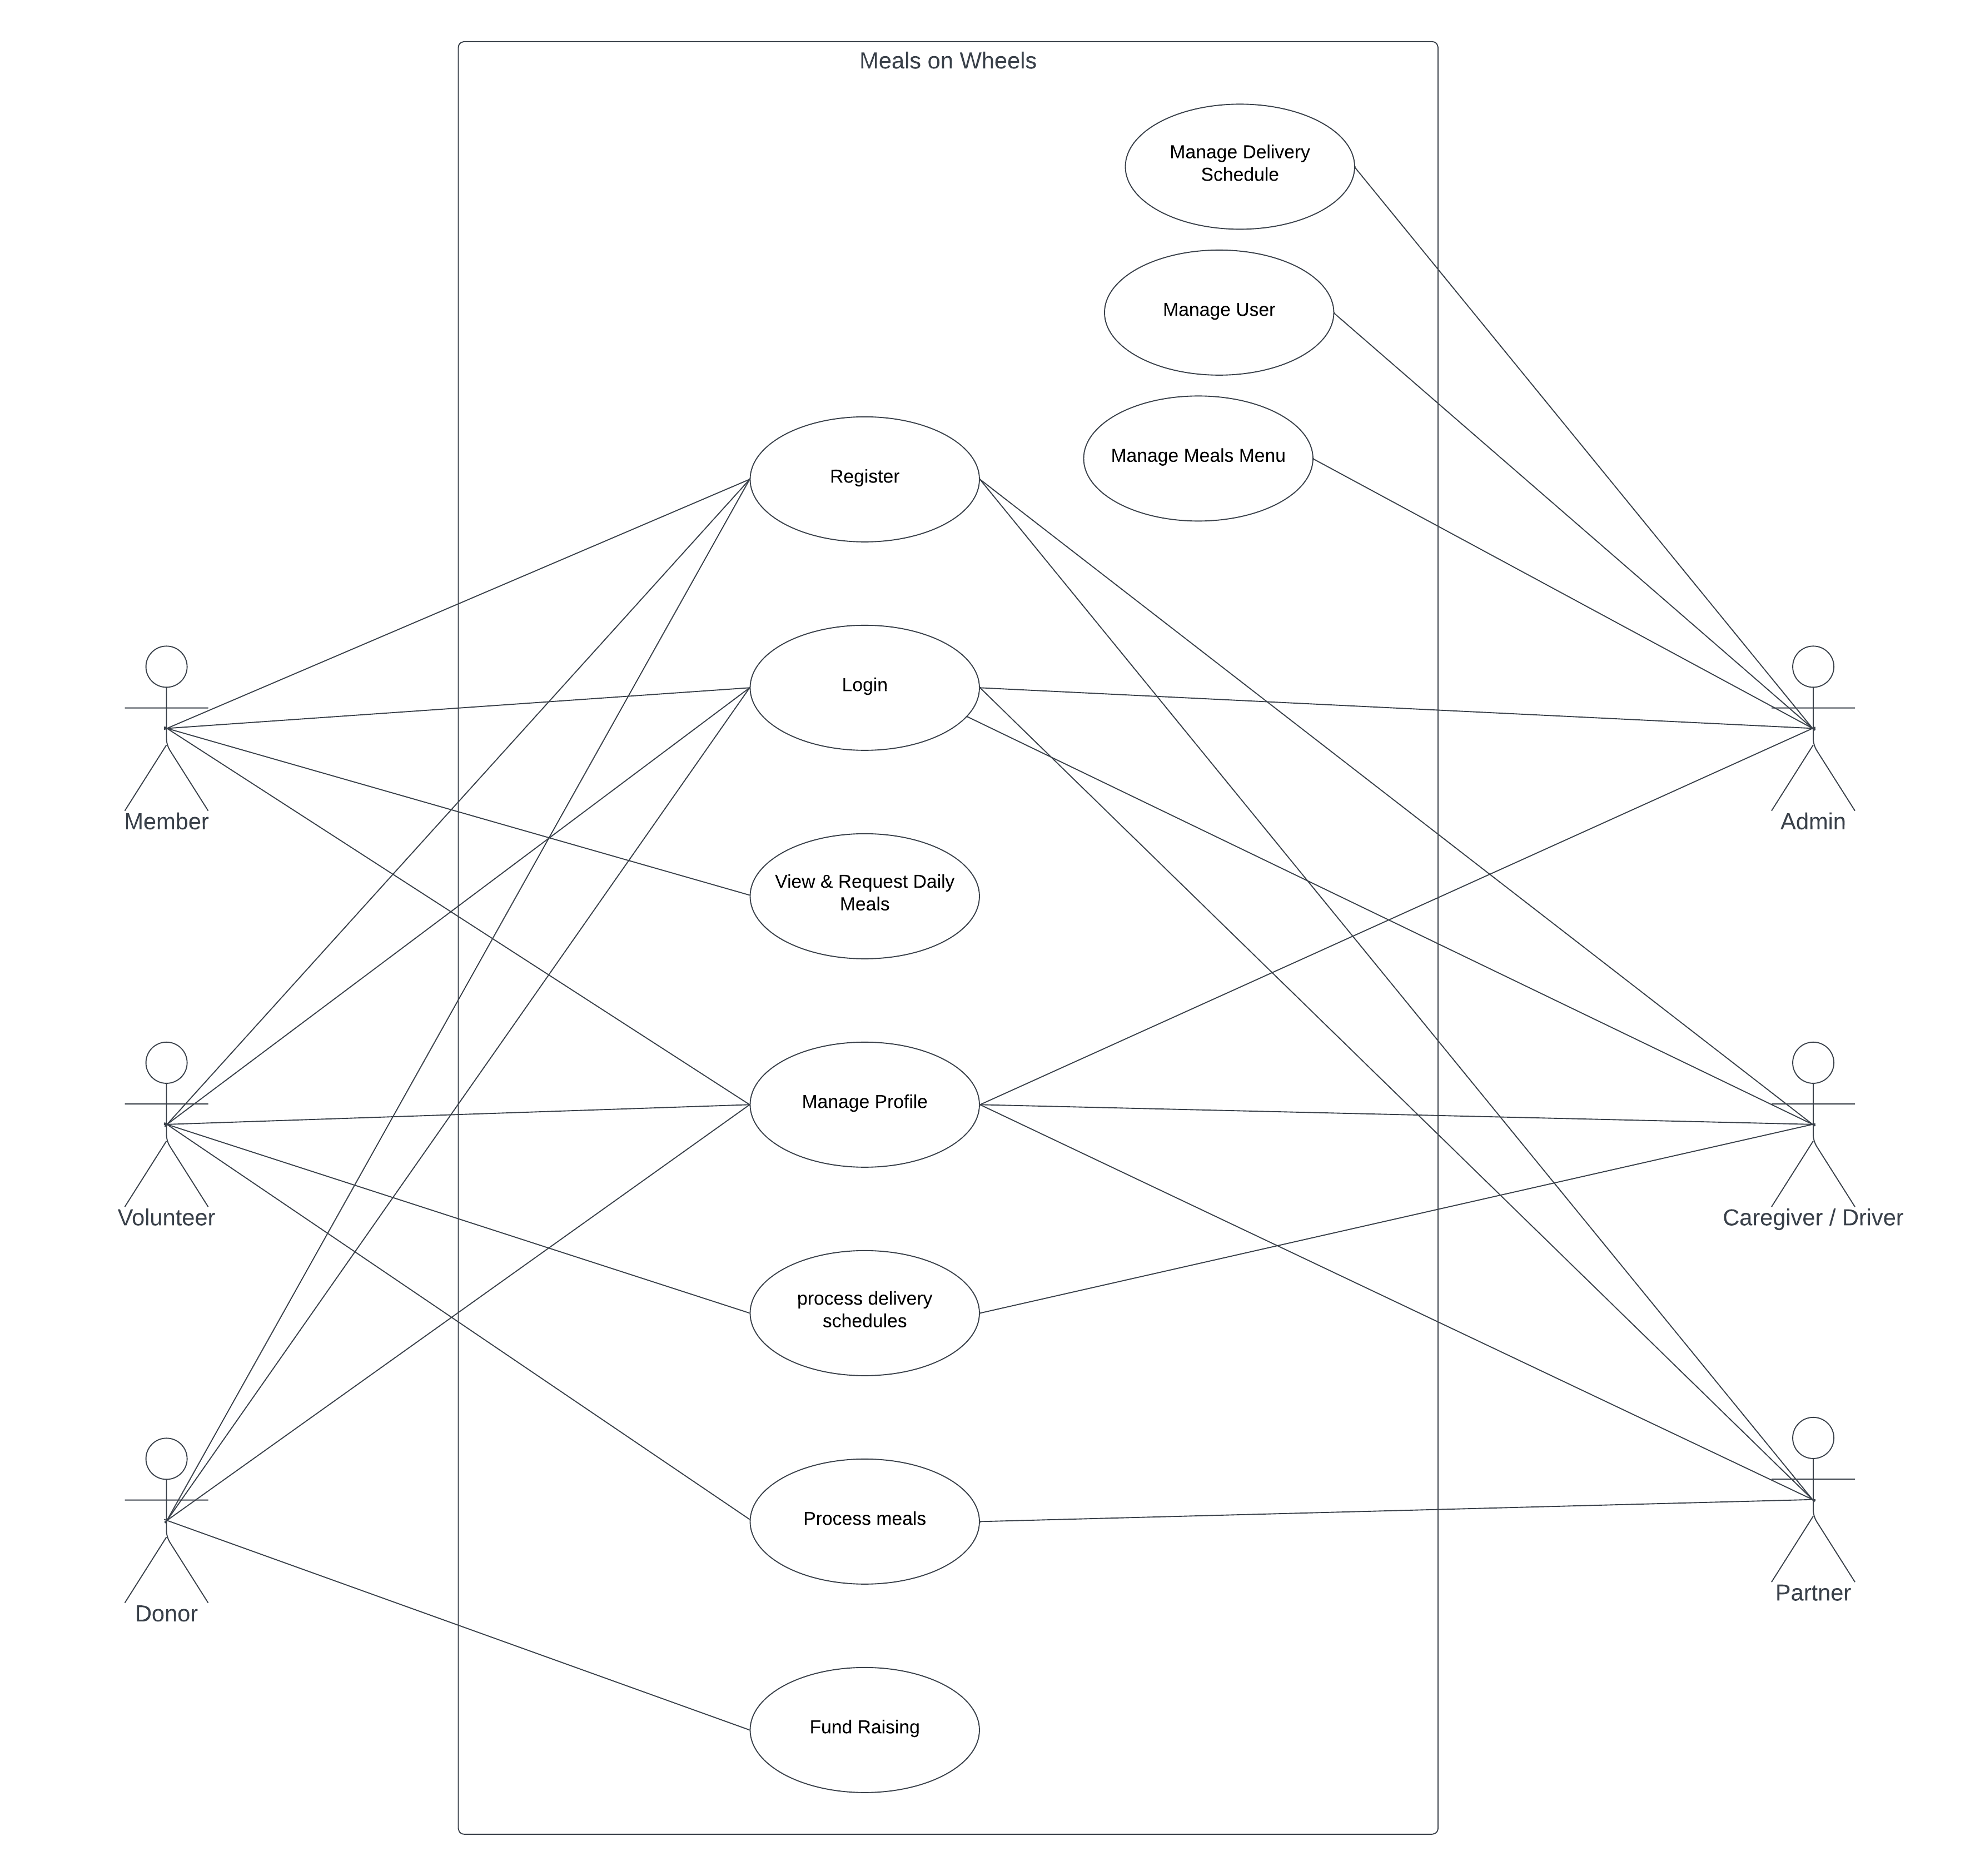 Meals on Wheels
Manage Delivery
Schedule
Manage User
Manage Meals Menu
Register
Login
Member
Admin
View & Request Daily
Meals
Manage Profile
Volunteer
Caregiver / Driver
process delivery
schedules
Process meals
Donor
Partner
Fund Raising